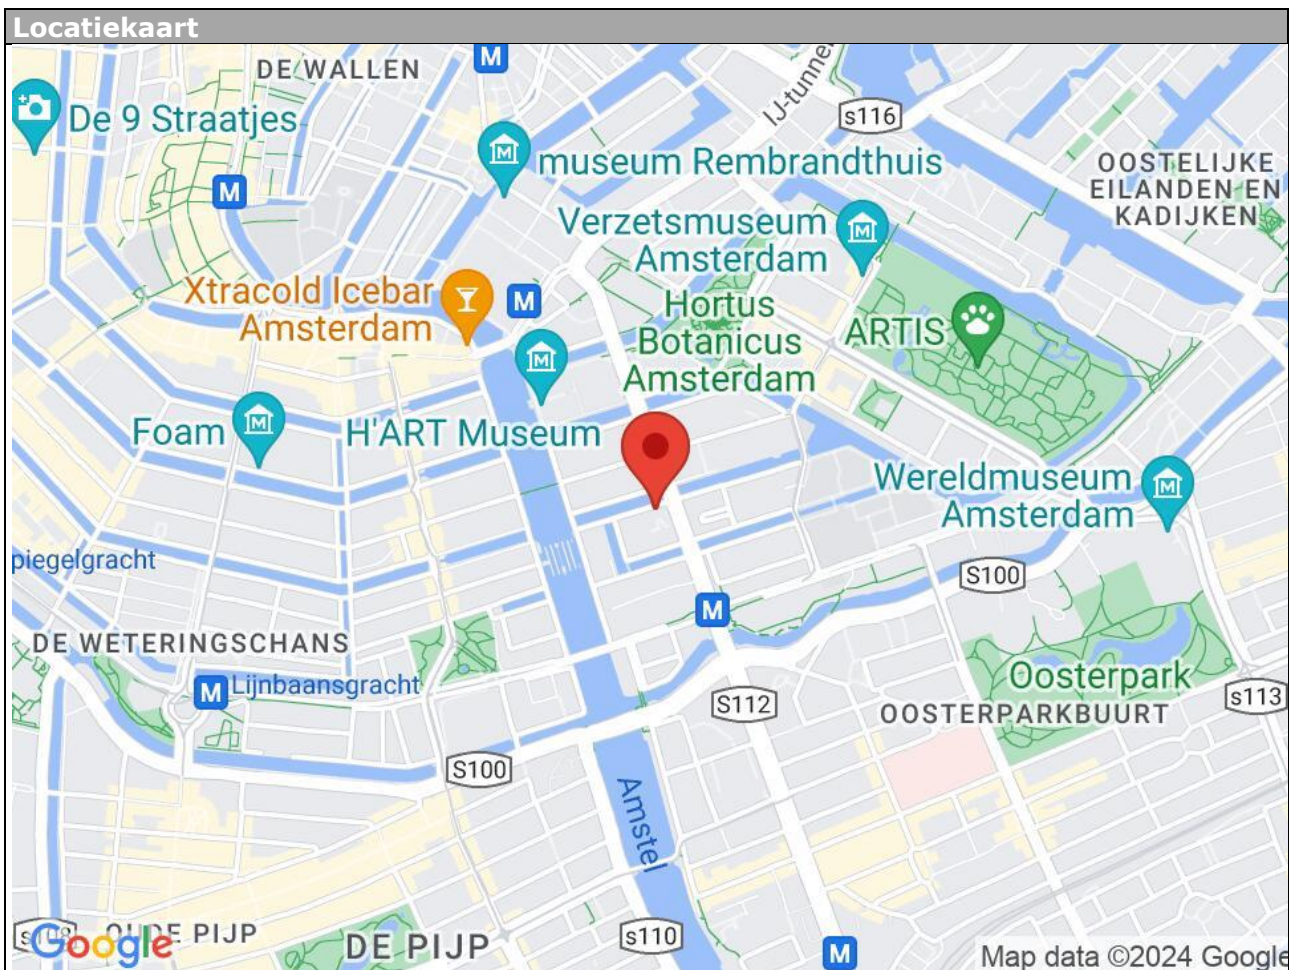 Locatiekaart
DE WALLEN
M
IJ-tunnel
s116
De 9 Straatjes
museum Rembrandthuis
OOSTELIJKE
EILANDEN EN
KADIJKEN
M
Verzetsmuseum
Amsterdam
Xtracold Icebar
Amsterdam
M
Hortus
Botanicus
Amsterdam
ARTIS
Foam
H'ART Museum
Wereldmuseum
Amsterdam
piegelgracht
S100
M
DE WETERINGSCHANS
M
Lijnbaansgracht
Oosterpark
S112
OOSTERPARKBUURT
s113
S100
Amstel
OUDE PIJP
Google
DE PIJP
s110
M
Map data ©2024 Google